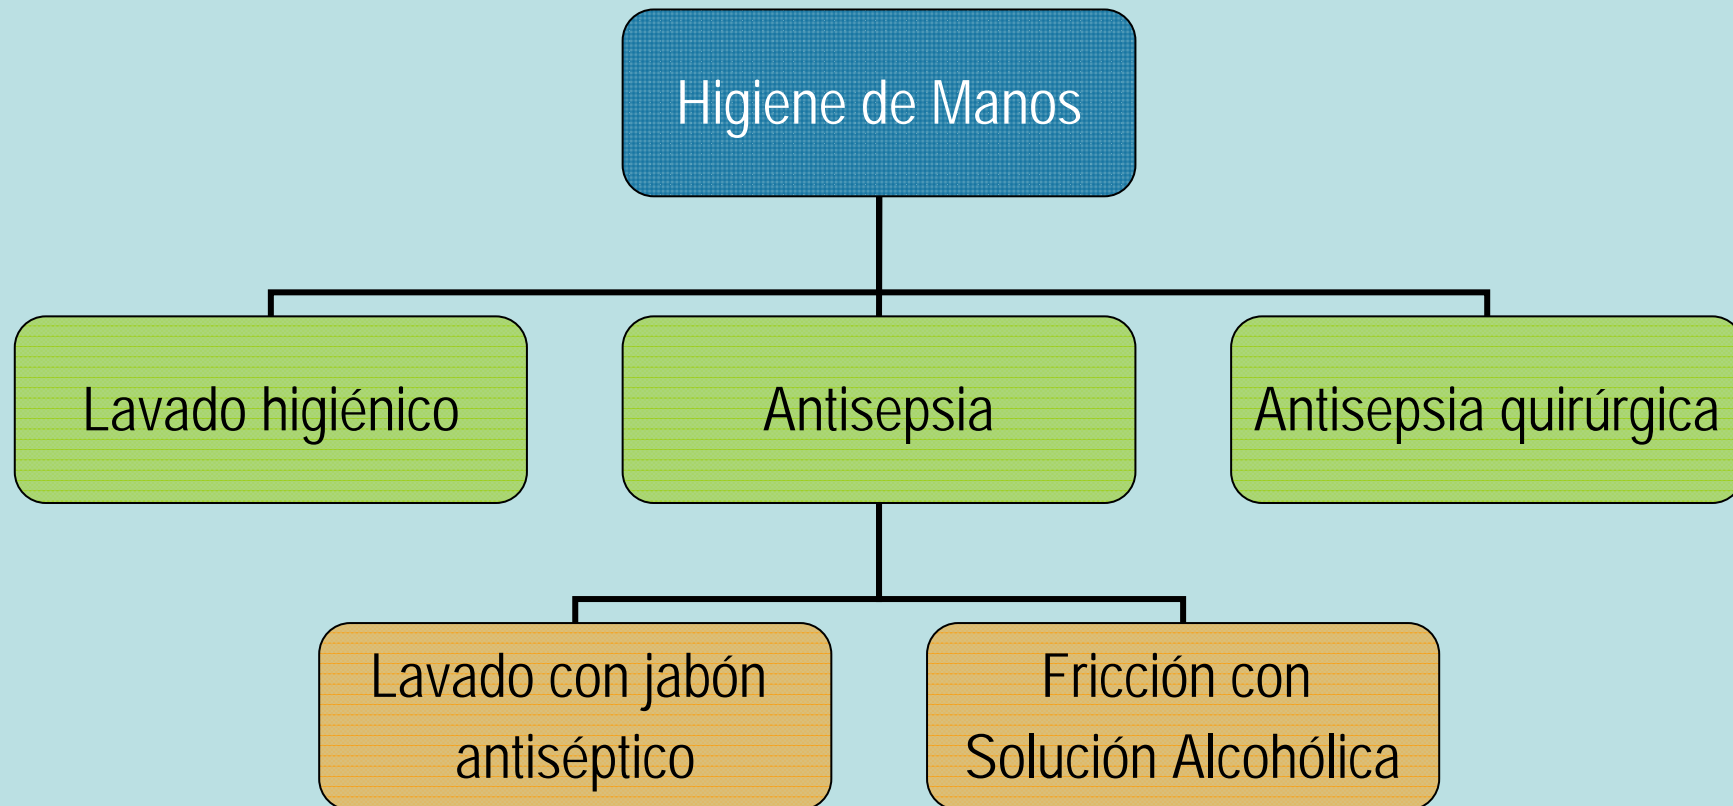 Higiene de Manos
Lavado higiénico
Antisepsia
Antisepsia quirúrgica
Lavado con jabón
antiséptico
Fricción con
Solución Alcohólica